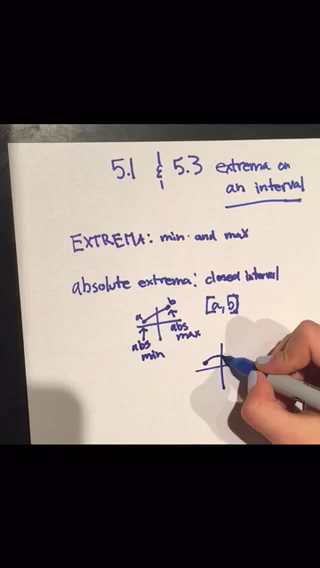 5.1 & 5.3 extrema on
an interval
EXTREMA: min. and max
absolute extrema: closed interval
[a, b]
a b
abs
min
abs
max